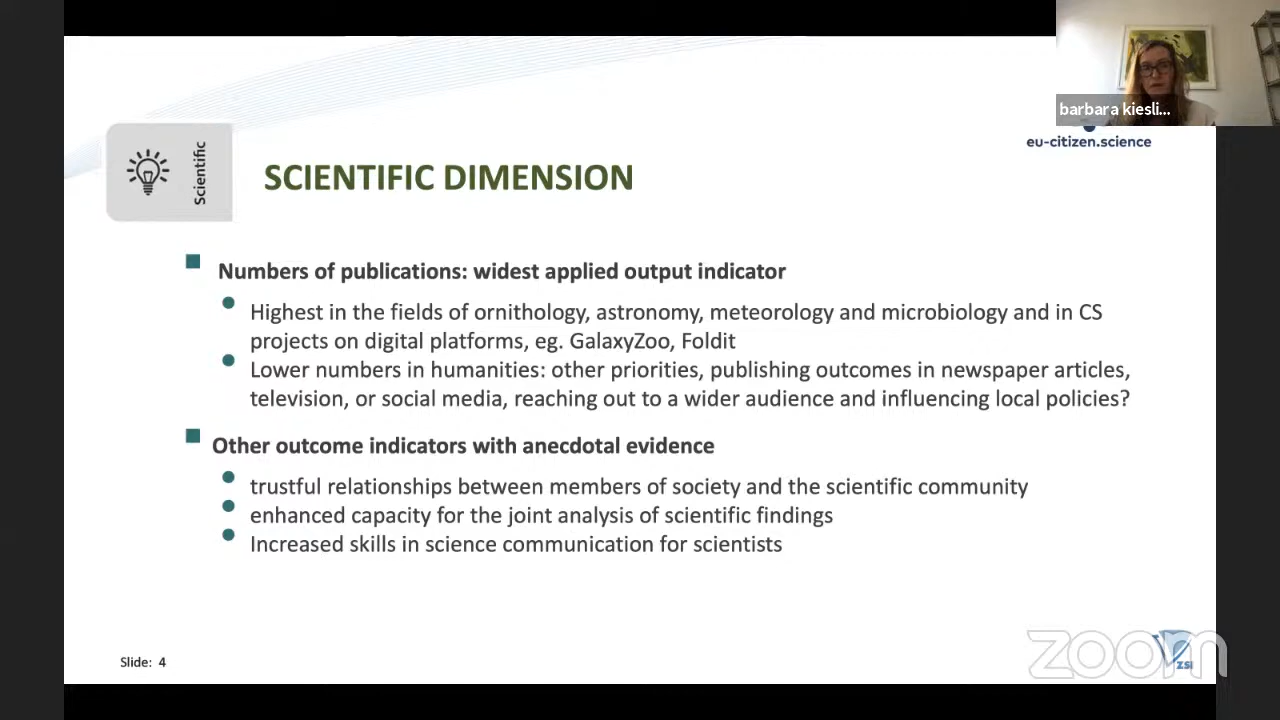 barbara kiesli...
eu-citizen.science
Scientific
SCIENTIFIC DIMENSION
Numbers of publications: widest applied output indicator
Highest in the fields of ornithology, astronomy, meteorology and microbiology and in CS
projects on digital platforms, eg. GalaxyZoo, Foldit
Lower numbers in humanities: other priorities, publishing outcomes in newspaper articles,
television, or social media, reaching out to a wider audience and influencing local policies?
Other outcome indicators with anecdotal evidence
trustful relationships between members of society and the scientific community
enhanced capacity for the joint analysis of scientific findings
Increased skills in science communication for scientists
Slide: 4
zoom
ZSI